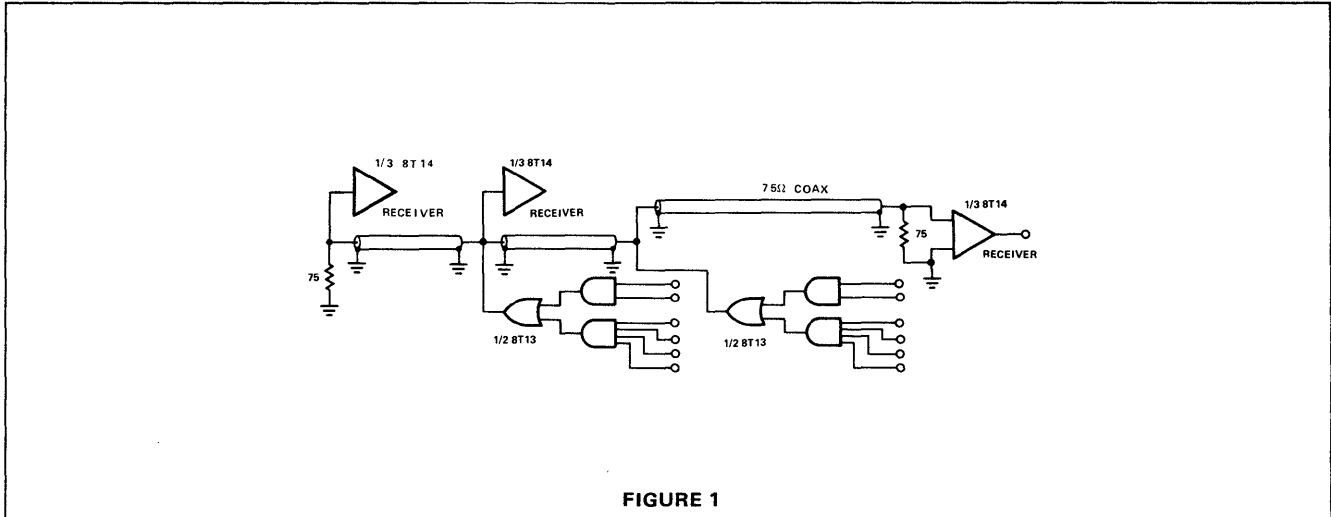 1/3 8T14
RECEIVER
75
1/3 8T14
RECEIVER
1/2 8T13
75Ω COAX
1/2 8T13
75
1/3 8T14
RECEIVER
FIGURE 1